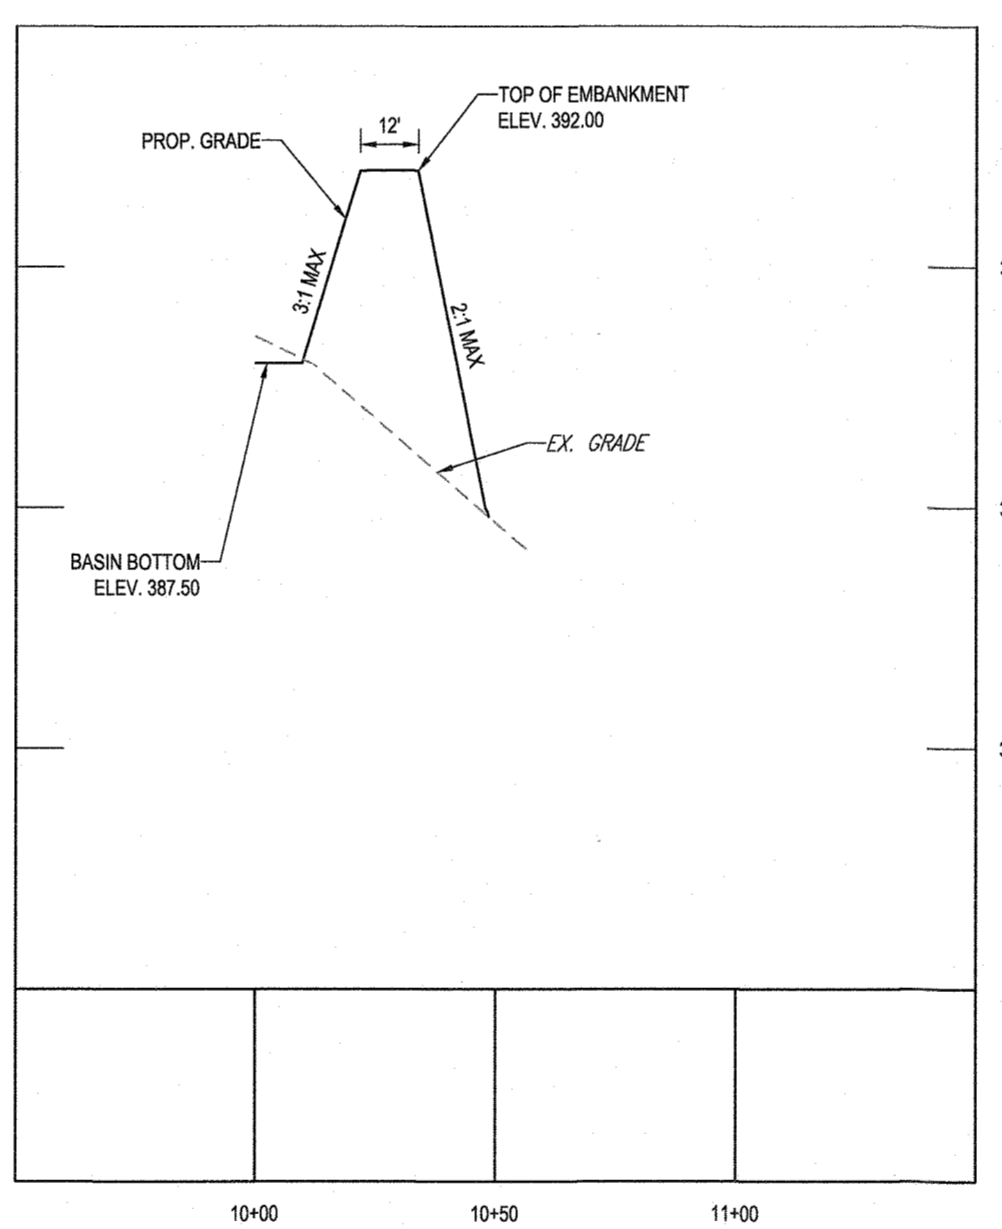 TOP OF EMBANKMENT
ELEV. 392.00
12'
PROP. GRADE
3:1 MAX
2:1 MAX
EX. GRADE
BASIN BOTTOM
ELEV. 387.50
10+00
10+50
11+00